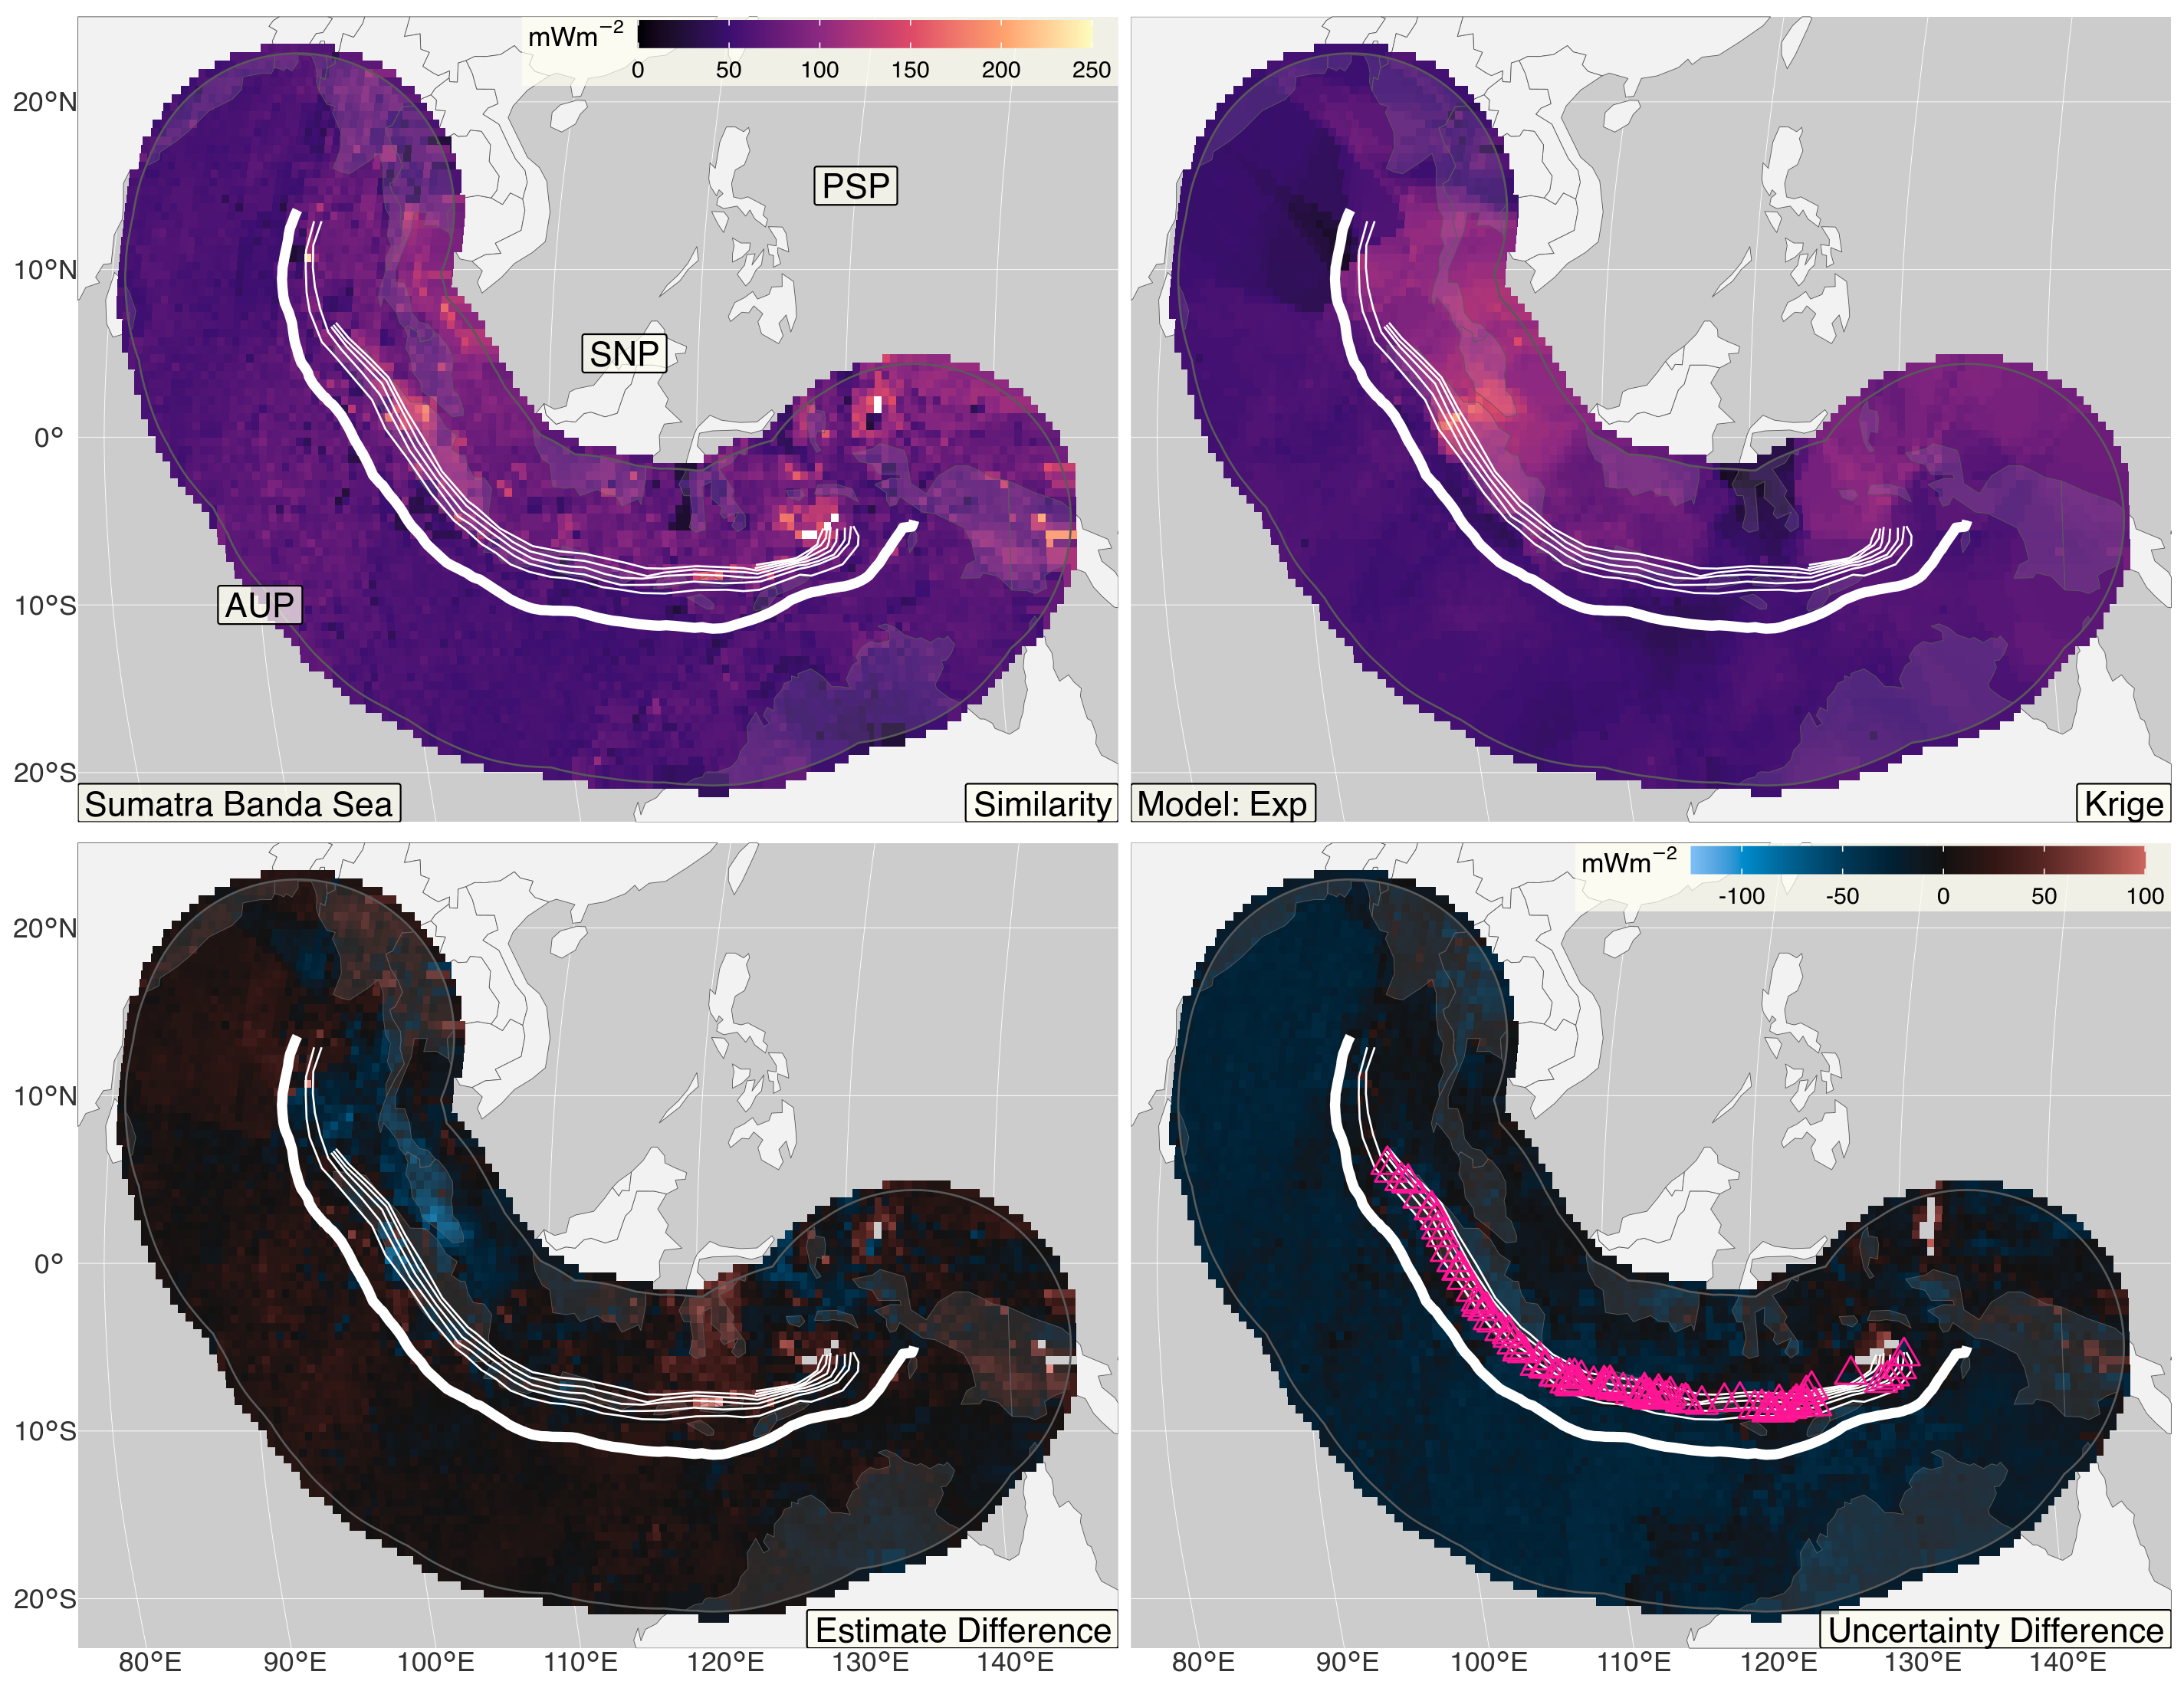 mWm−2
0 50 100 150 200 250
20°N
10°N
0°
10°S
20°S
PSP
SNP
AUP
Sumatra Banda Sea
Similarity
Model: Exp
Krige
mWm−2
-100 -50 0 50 100
20°N
10°N
0°
10°S
20°S
Estimate Difference
Uncertainty Difference
80°E 90°E 100°E 110°E 120°E 130°E 140°E
80°E 90°E 100°E 110°E 120°E 130°E 140°E